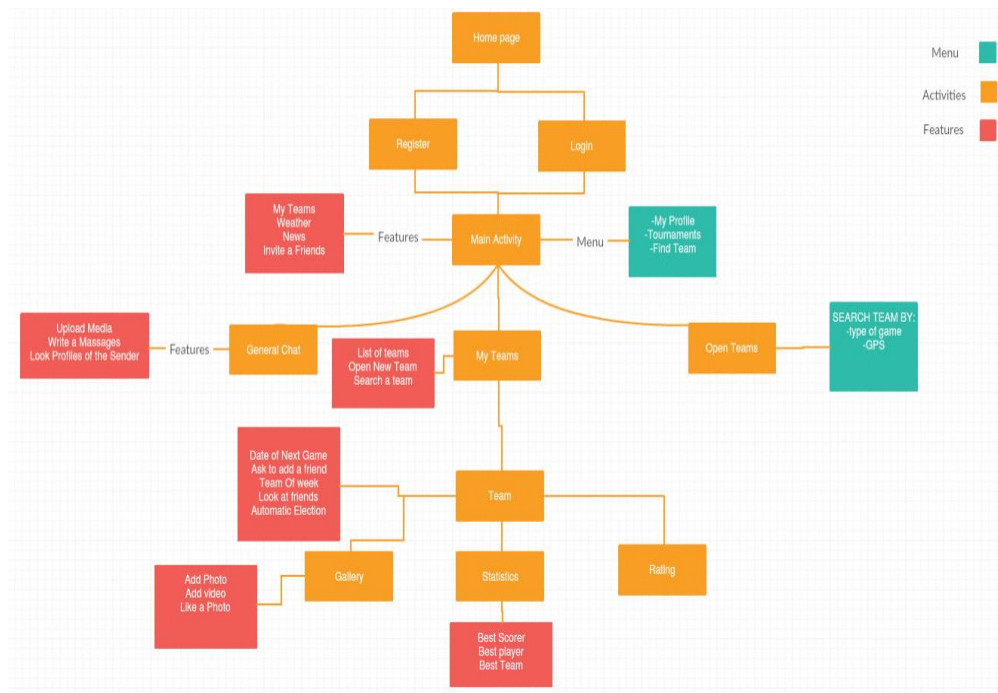 Home page
Menu
Activities
Features
Register
Login
My Teams
Weather
News
Invite a Friends
Features
Main Activity
Menu
-My Profile
-Tournaments
-Find Team
Upload Media
Write a Massages
Look Profiles of the Sender
Features
General Chat
List of teams
Open New Team
Search a team
My Teams
Open Teams
SEARCH TEAM BY:
-type of game
-GPS
Date of Next Game
Ask to add a friend
Team Of week
Look at friends
Automatic Election
Team
Gallery
Statistics
Rating
Add Photo
Add video
Like a Photo
Best Scorer
Best player
Best Team